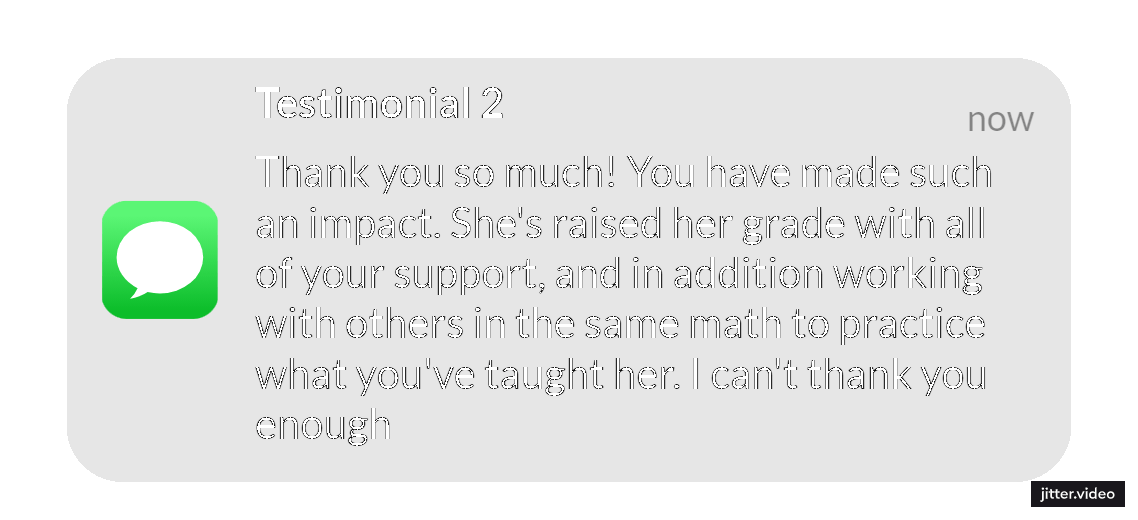 Testimonial 2
now
Thank you so much! You have made such
an impact. She's raised her grade with all
of your support, and in addition working
with others in the same math to practice
what you've taught her. I can't thank you
enough
jitter.video